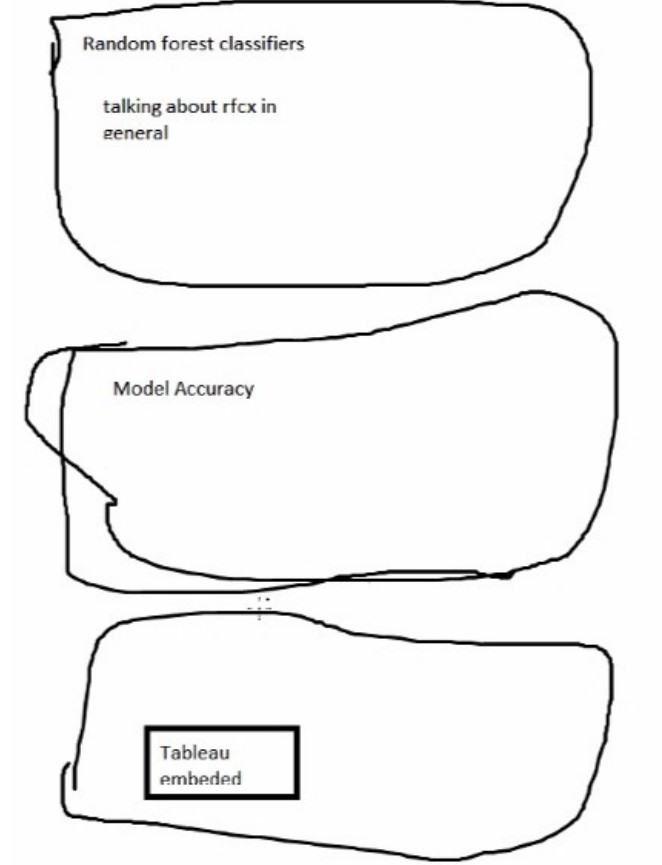 Random forest classifiers
talking about rfcx in
general
Model Accuracy
Tableau
embeded